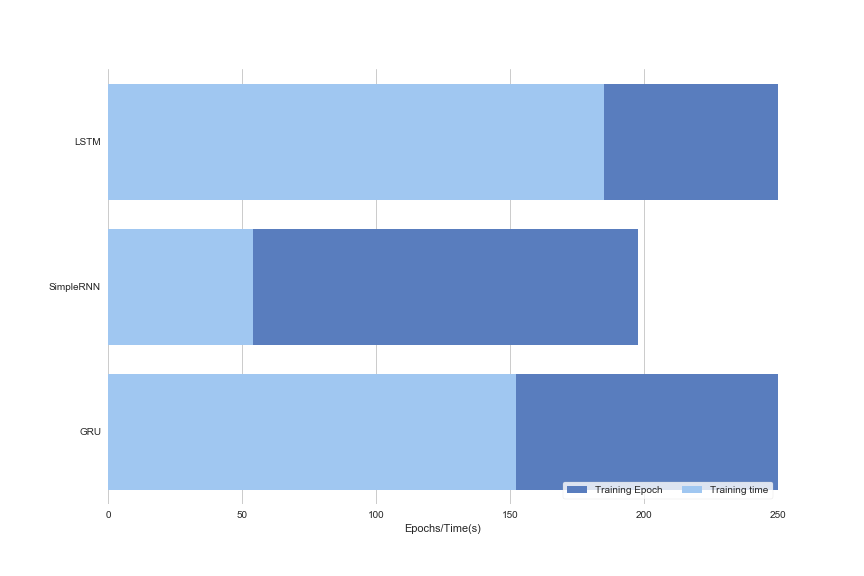 LSTM
SimpleRNN
GRU
Training Epoch Training time
0 50 100 150 200 250
Epochs/Time(s)